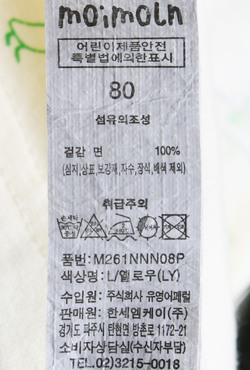 moimoln
어린이제품안전
특별법에의한표시
80
섬유의조성
겉감 면 100%
(심지, 상표, 보강재, 자수, 장식, 배색 제외)
취급주의
품번: M261NNN08P
색상명: L/옐로우(LY)
수입원: 주식회사 유영어패럴
판매원: 한세엠케이(주)
경기도 파주시 탄현면 방촌로 1172-21
소비자상담실(수신자부담)
TEL.02)3215-0018